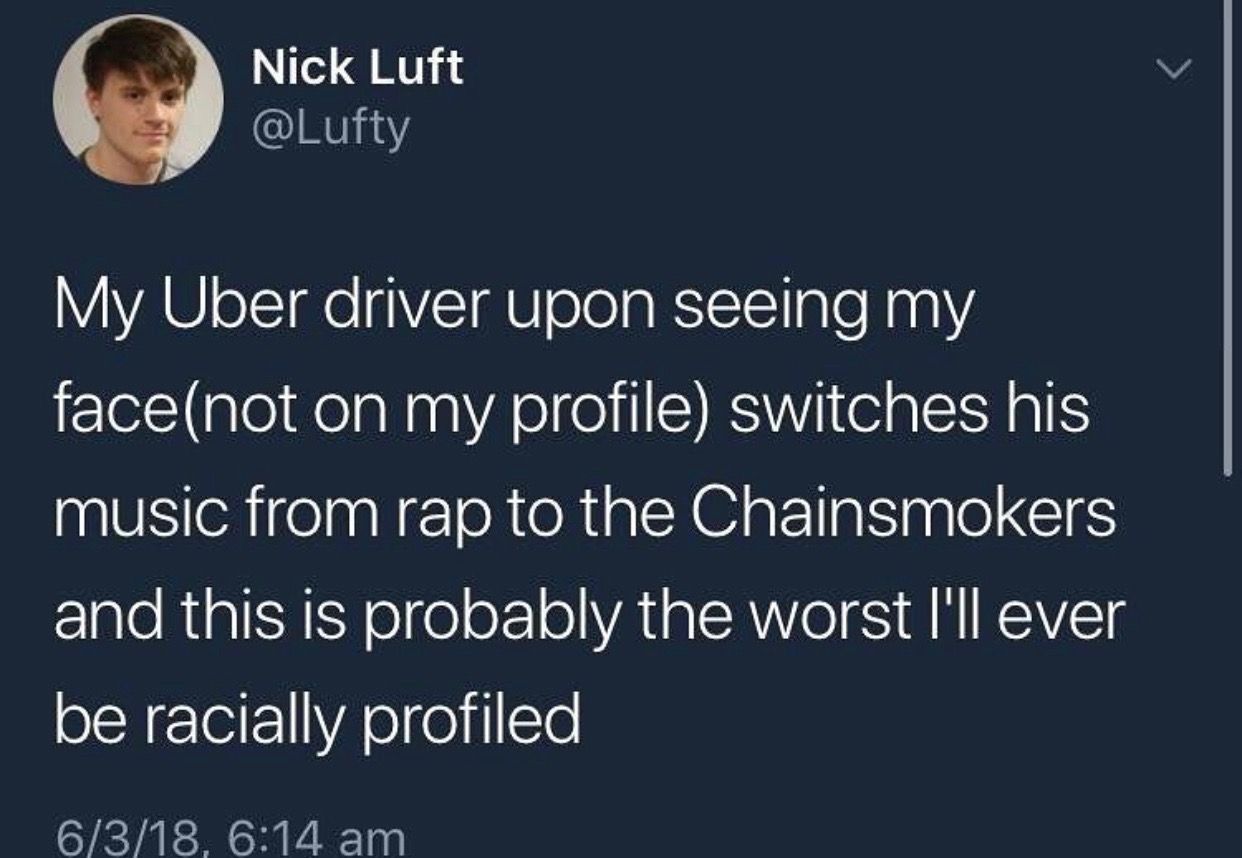 Nick Luft
@Lufty
My Uber driver upon seeing my
face(not on my profile) switches his
music from rap to the Chainsmokers
and this is probably the worst I'll ever
be racially profiled
6/3/18, 6:14 am